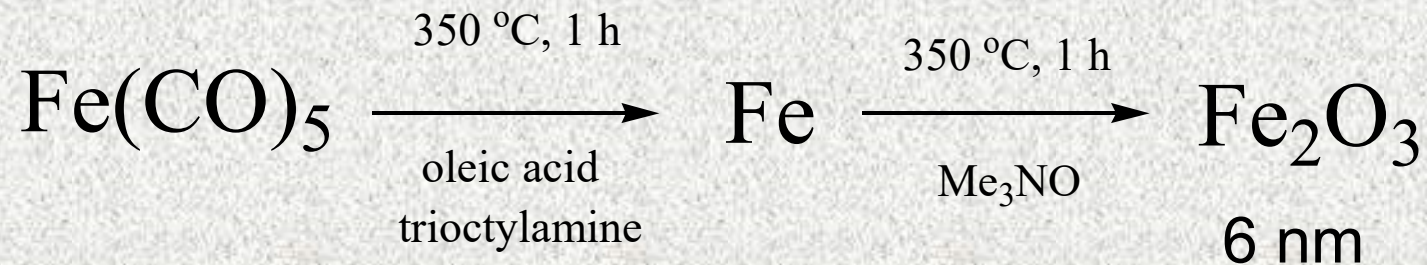 350 °C, 1 h
Fe(CO)₅
oleic acid
trioctylamine
Fe
350 °C, 1 h
Me₃NO
Fe₂O₃
6 nm